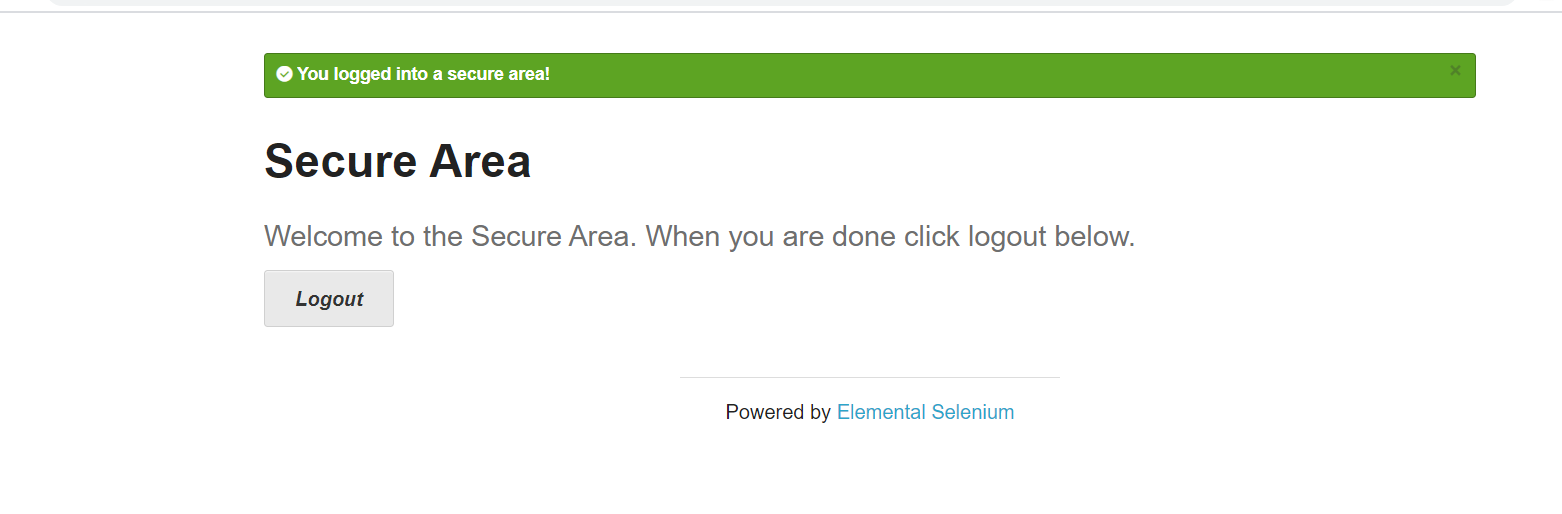 You logged into a secure area!
×
Secure Area
Welcome to the Secure Area. When you are done click logout below.
Logout
Powered by Elemental Selenium